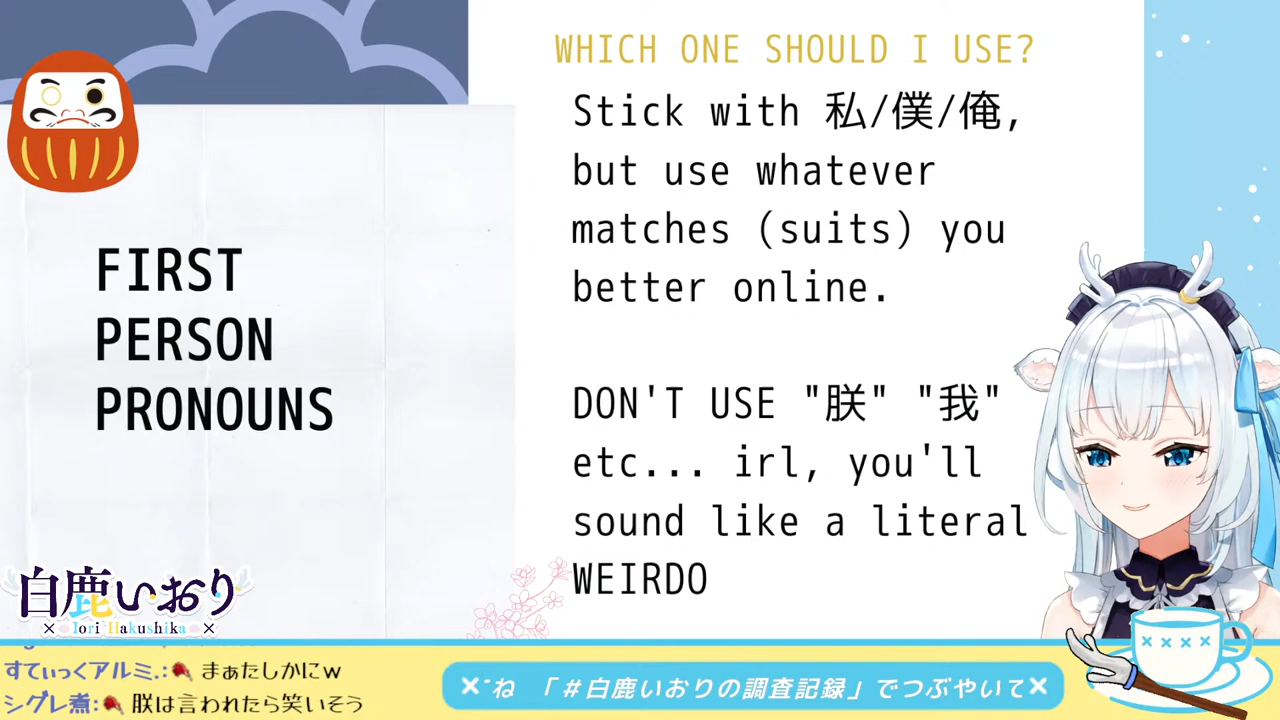 WHICH ONE SHOULD I USE?
Stick with 私/僕/俺,
but use whatever
matches (suits) you
better online.
DON'T USE "朕" "我"
etc... irl, you'll
sound like a literal
WEIRDO
FIRST
PERSON
PRONOUNS
白鹿いおり
Iori Hakushika
すてぃっくアルミ.: まぁたしかにw
シグレ煮: 朕は言われたら笑いそう
ね 「#白鹿いおりの調査記録」でつぶやいて